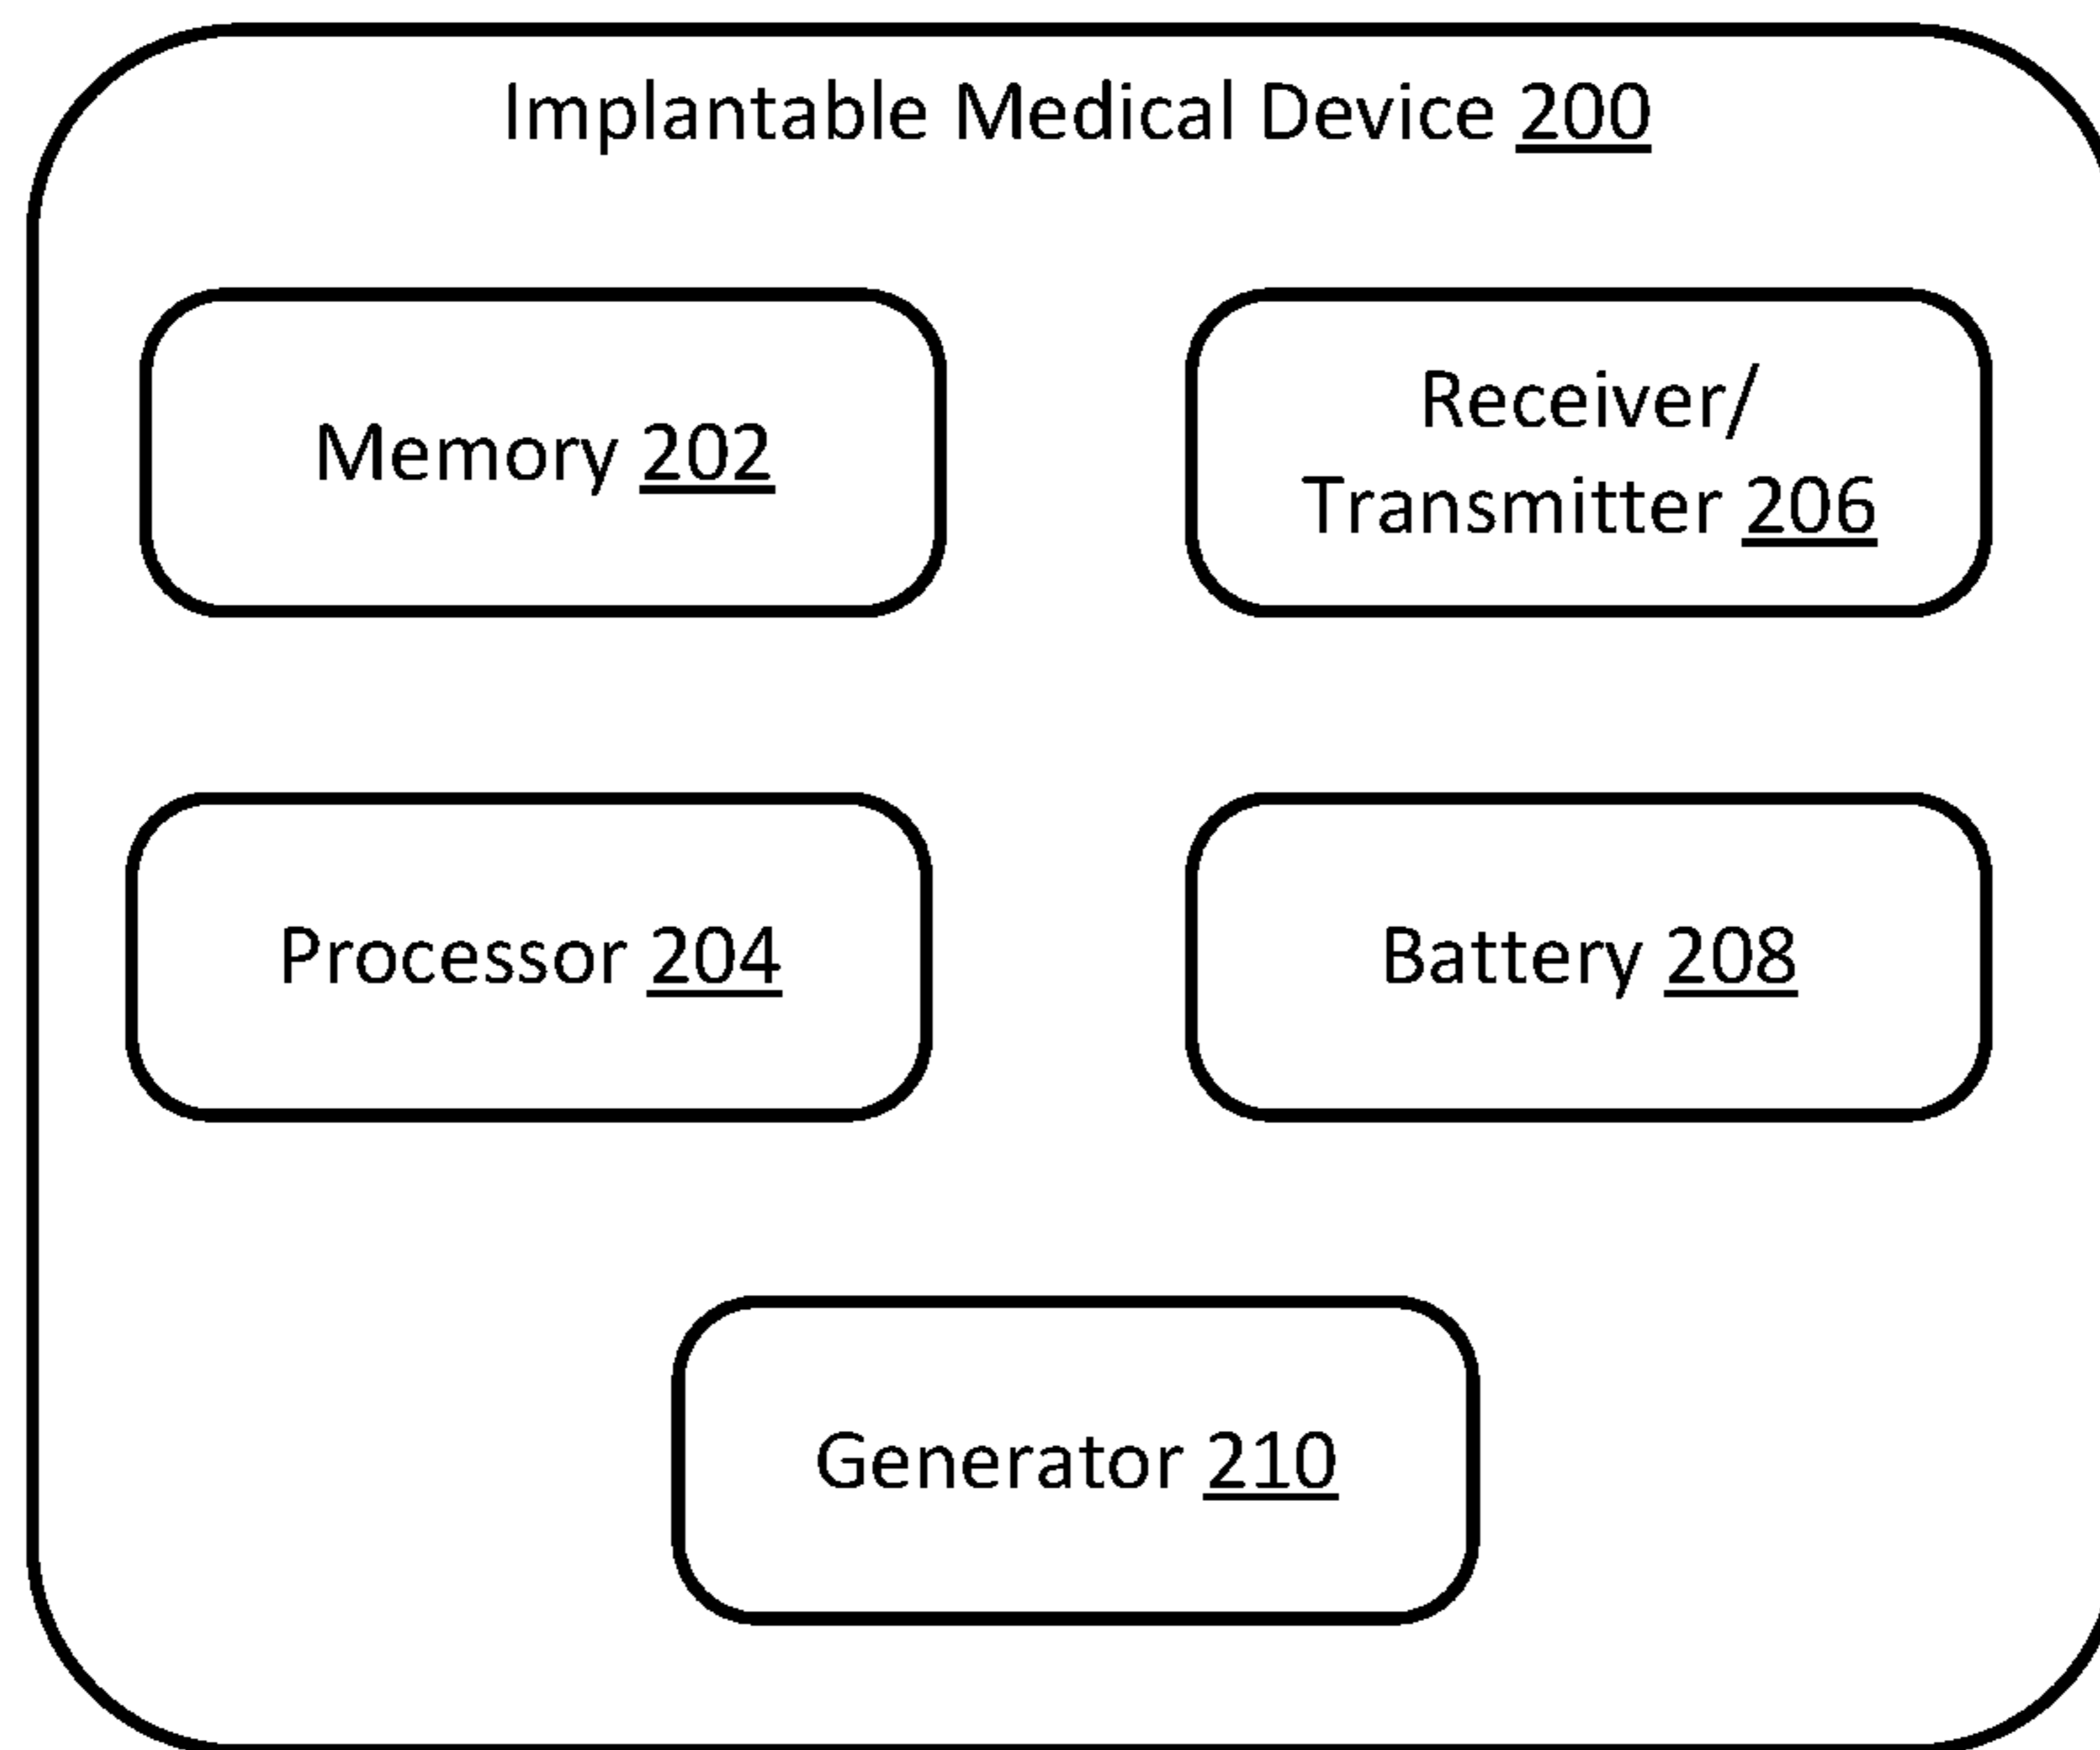 Implantable Medical Device 200
Memory 202
Receiver/
Transmitter 206
Processor 204
Battery 208
Generator 210